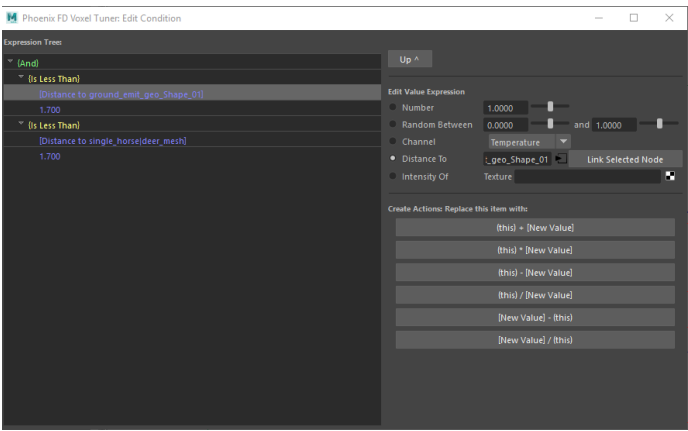 Phoenix FD Voxel Tuner: Edit Condition
Expression Tree:
(And)
(Is Less Than)
[Distance to ground_emit_geo_Shape_01]
1.700
(Is Less Than)
[Distance to single_horse|deer_mesh]
1.700
Up ^
Edit Value Expression
Number 1.0000
Random Between 0.0000 and 1.0000
Channel Temperature
Distance To t_geo_Shape_01 Link Selected Node
Intensity Of Texture
Create Actions: Replace this item with:
(this) + [New Value]
(this) * [New Value]
(this) - [New Value]
(this) / [New Value]
[New Value] - (this)
[New Value] / (this)